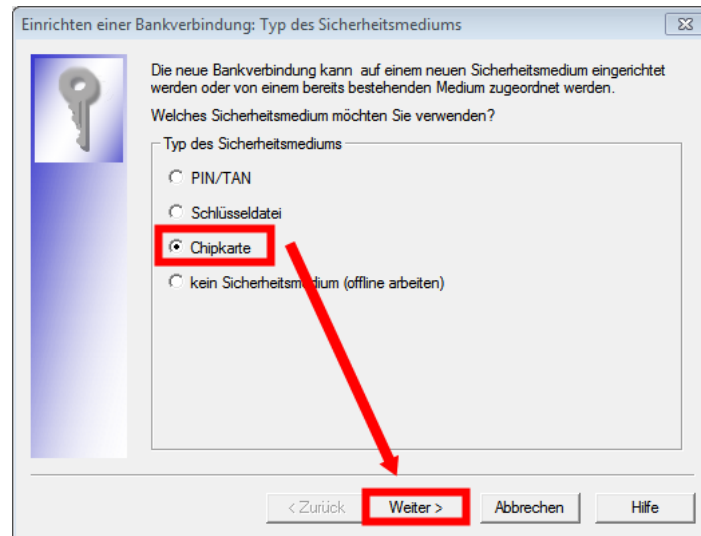 Einrichten einer Bankverbindung: Typ des Sicherheitsmediums
Die neue Bankverbindung kann auf einem neuen Sicherheitsmedium eingerichtet
werden oder von einem bereits bestehenden Medium zugeordnet werden.
Welches Sicherheitsmedium möchten Sie verwenden?
Typ des Sicherheitsmediums
PIN/TAN
Schlüsseldatei
Chipkarte
kein Sicherheitsmedium (offline arbeiten)
< Zurück Weiter > Abbrechen Hilfe